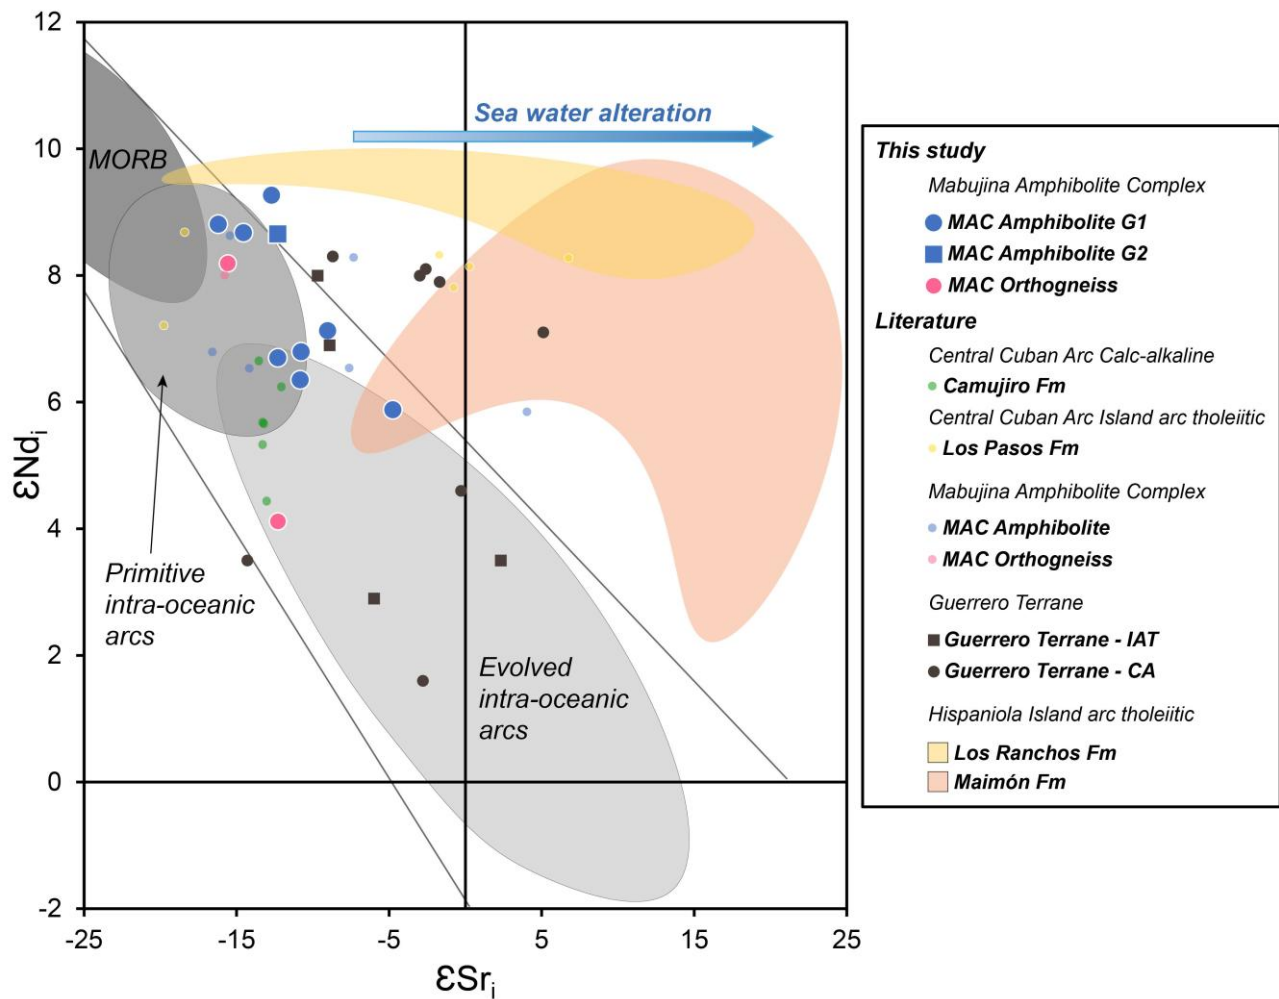 12
10
8
6
4
2
0
-2
-25
-15
-5
5
15
25
εNdi
εSri
MORB
Sea water alteration
Primitive
intra-oceanic
arcs
Evolved
intra-oceanic
arcs
This study
Mabujina Amphibolite Complex
MAC Amphibolite G1
MAC Amphibolite G2
MAC Orthogneiss
Literature
Central Cuban Arc Calc-alkaline
Camujiro Fm
Central Cuban Arc Island arc tholeiitic
Los Pasos Fm
Mabujina Amphibolite Complex
MAC Amphibolite
MAC Orthogneiss
Guerrero Terrane
Guerrero Terrane - IAT
Guerrero Terrane - CA
Hispaniola Island arc tholeiitic
Los Ranchos Fm
Maimón Fm